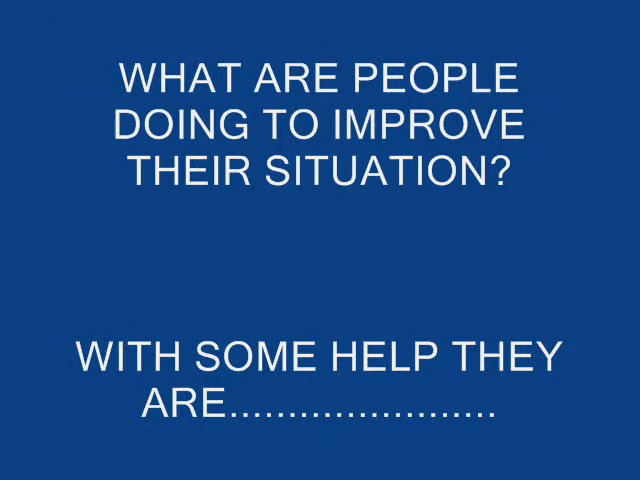 WHAT ARE PEOPLE
DOING TO IMPROVE
THEIR SITUATION?
WITH SOME HELP THEY
ARE.......................